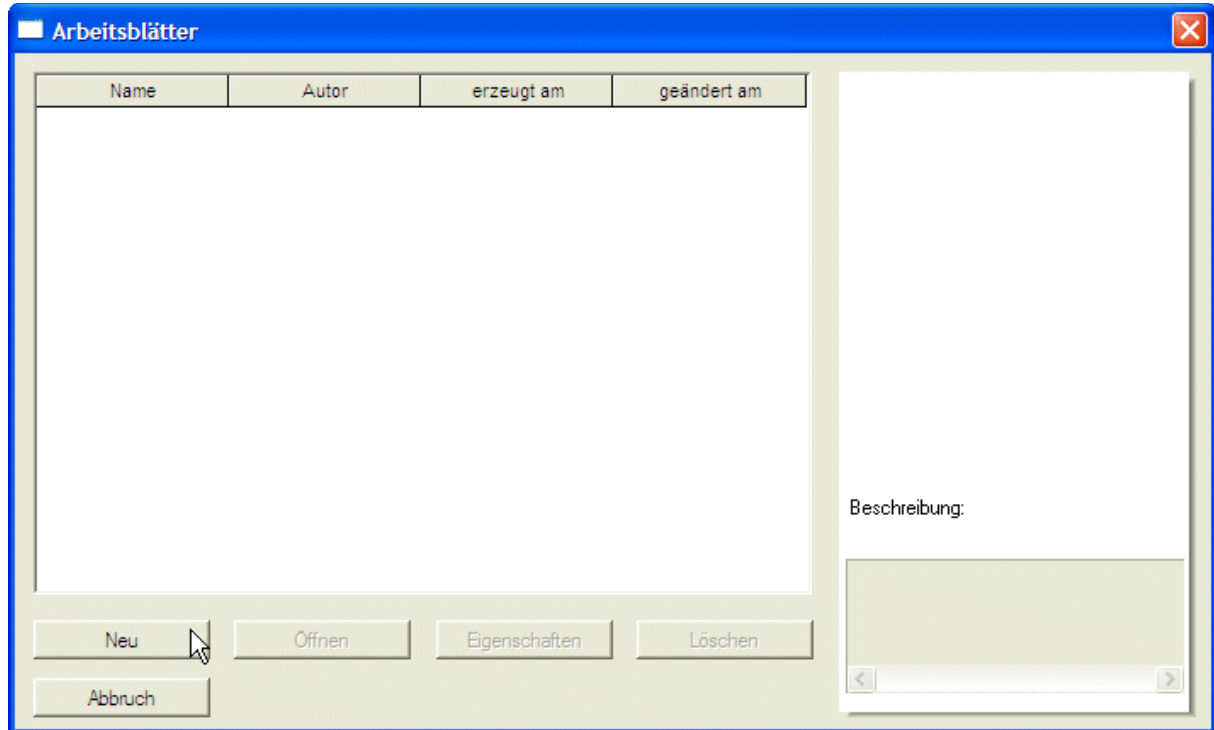 Arbeitsblätter
Name Autor erzeugt am geändert am
Beschreibung:
Neu Öffnen Eigenschaften Löschen
Abbruch